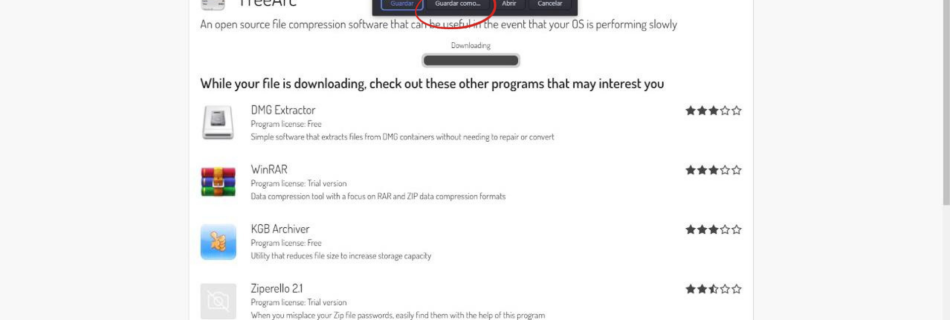 FreeArc
Guardar
Guardar como...
Abrir
Cancelar
An open source file compression software that can be useful in the event that your OS is performing slowly
Downloading
While your file is downloading, check out these other programs that may interest you
DMG Extractor
Program license: Free
Simple software that extracts files from DMG containers without needing to repair or convert
WinRAR
Program license: Trial version
Data compression tool with a focus on RAR and ZIP data compression formats
KGB Archiver
Program license: Free
Utility that reduces file size to increase storage capacity
Ziperello 2.1
Program license: Trial version
When you misplace your Zip file passwords, easily find them with the help of this program